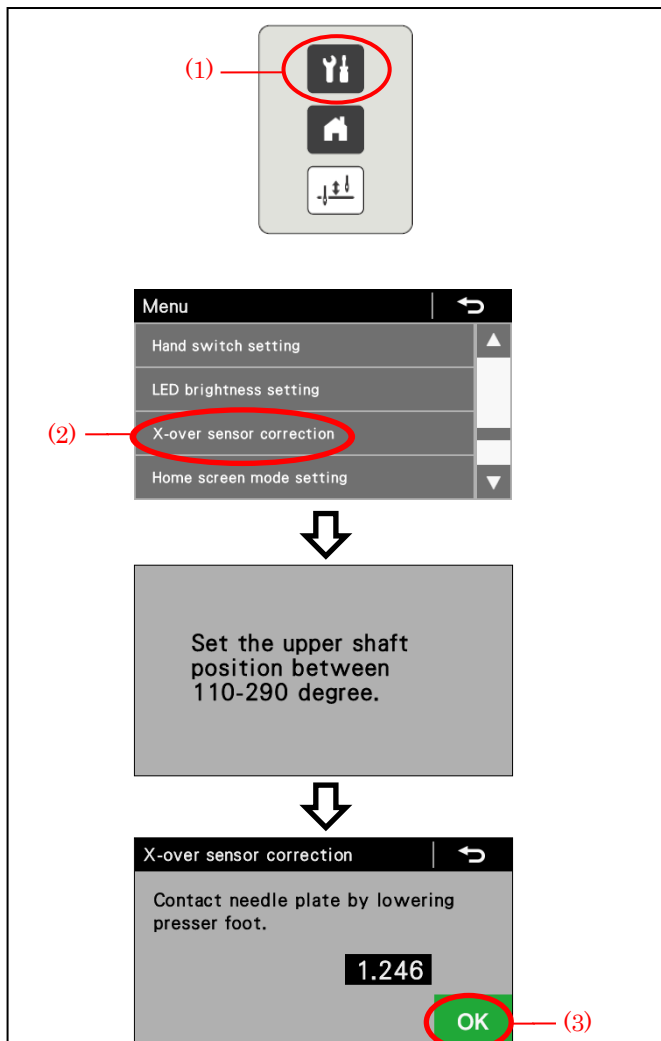 (1)
Menu
Hand switch setting
LED brightness setting
(2)
X-over sensor correction
Home screen mode setting
Set the upper shaft
position between
110-290 degree.
X-over sensor correction
Contact needle plate by lowering
presser foot.
1.246
OK
(3)